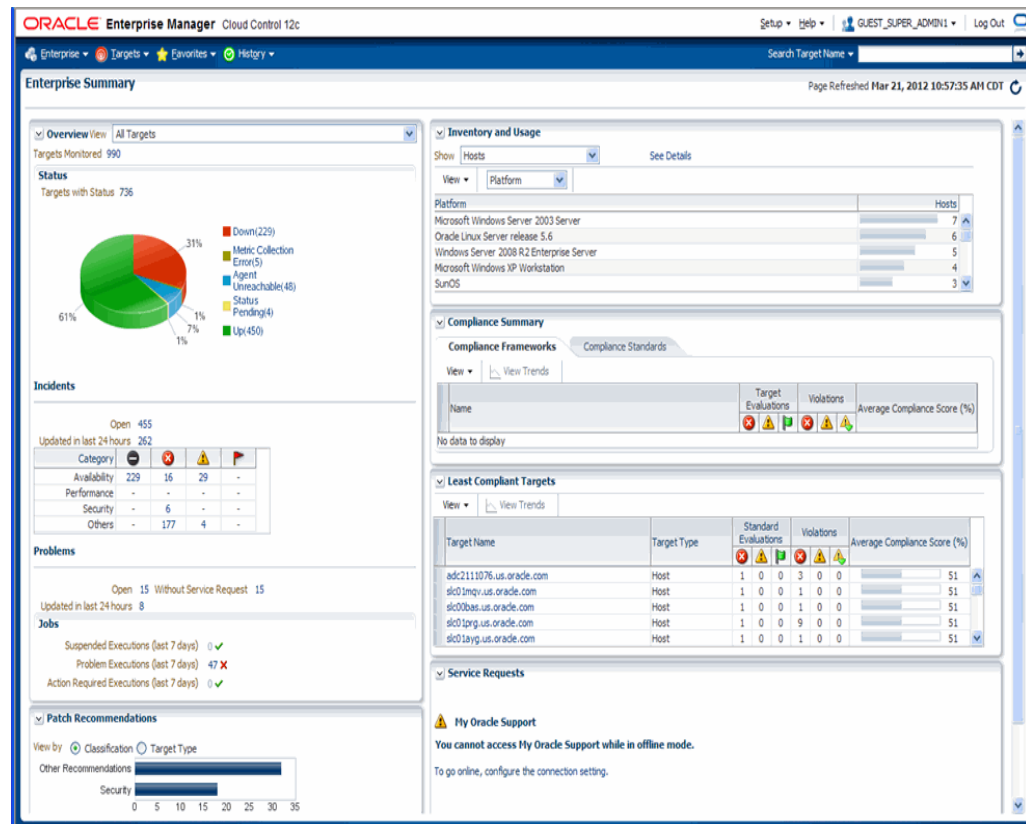 ORACLE Enterprise Manager Cloud Control 12c
Setup Help GUEST_SUPER_ADMIN1 Log Out
Enterprise Targets Favorites History
Search Target Name
Enterprise Summary
Page Refreshed Mar 21, 2012 10:57:35 AM CDT
Overview View All Targets
Targets Monitored 990
Status
Targets with Status 736
31%
1%
7%
1%
61%
Down(229)
Metric Collection
Error(5)
Agent
Unreachable(48)
Status
Pending(4)
Up(450)
Incidents
Open 455
Updated in last 24 hours 262
Category
Availability 229 16 29 -
Performance - - - -
Security - 6 - -
Others - 177 4 -
Problems
Open 15 Without Service Request 15
Updated in last 24 hours 8
Jobs
Suspended Executions (last 7 days) 0
Problem Executions (last 7 days) 47
Action Required Executions (last 7 days) 0
Patch Recommendations
View by Classification Target Type
Other Recommendations
Security
0 5 10 15 20 25 30 35
Inventory and Usage
Show Hosts See Details
View Platform
Platform Hosts
Microsoft Windows Server 2003 Server 7
Oracle Linux Server release 5.6 6
Windows Server 2008 R2 Enterprise Server 5
Microsoft Windows XP Workstation 4
SunOS 3
Compliance Summary
Compliance Frameworks Compliance Standards
View View Trends
Name Target Evaluations Violations Average Compliance Score (%)
No data to display
Least Compliant Targets
View View Trends
Target Name Target Type Standard Evaluations Violations Average Compliance Score (%)
adc2111076.us.oracle.com Host 1 0 0 3 0 0 51
slc01mqv.us.oracle.com Host 1 0 0 1 0 0 51
slc00bas.us.oracle.com Host 1 0 0 1 0 0 51
slc01prg.us.oracle.com Host 1 0 0 9 0 0 51
slc01ayg.us.oracle.com Host 1 0 0 1 0 0 51
Service Requests
My Oracle Support
You cannot access My Oracle Support while in offline mode.
To go online, configure the connection setting.